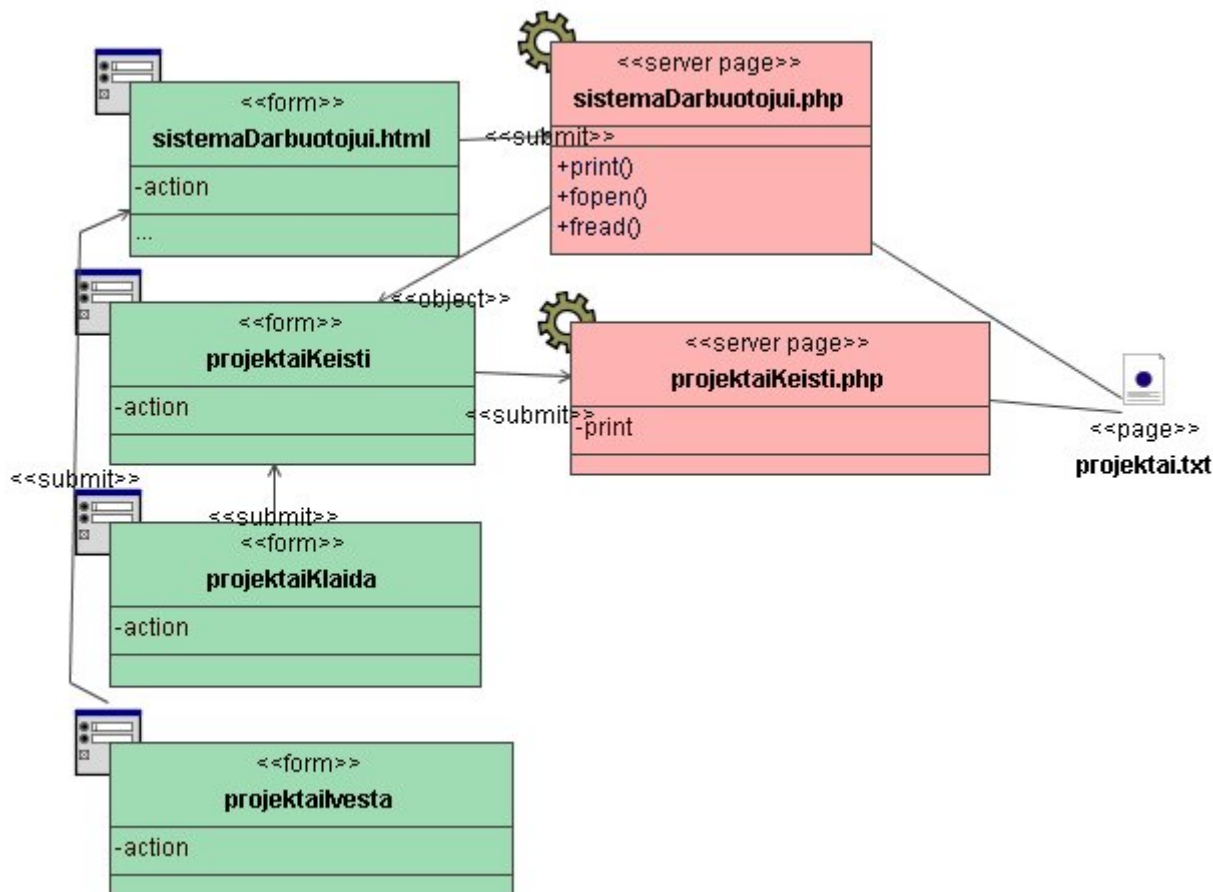 <<form>>
sistemaDarbuotojui.html
-action
...
<<submit>>
<<server page>>
sistemaDarbuotojui.php
+print()
+fopen()
+fread()
<<object>>
<<form>>
projektaiKeisti
-action
<<submit>>
<<server page>>
projektaiKeisti.php
-print
<<page>>
projektai.txt
<<submit>>
<<submit>>
<<form>>
projektaiKlaida
-action
<<form>>
projektaiIvesta
-action